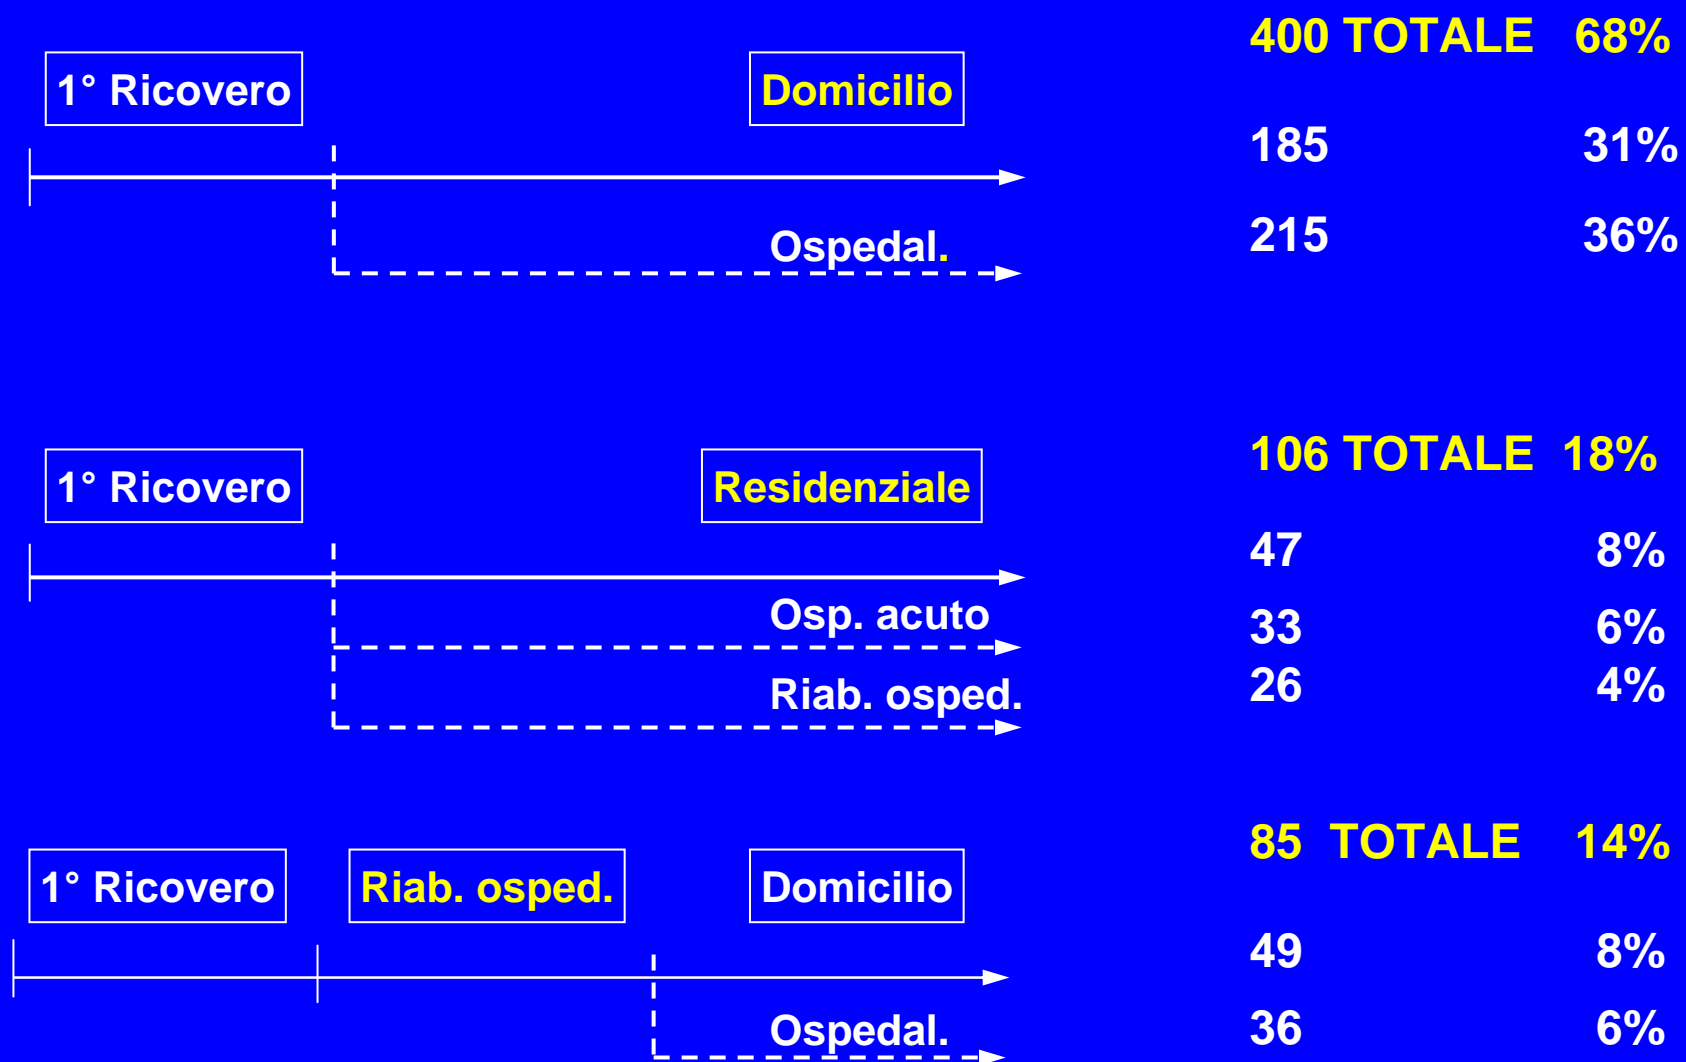 400 TOTALE 68%
1° Ricovero Domicilio
185 31%
Ospedal. 215 36%
106 TOTALE 18%
1° Ricovero Residenziale
47 8%
Osp. acuto 33 6%
Riab. osped. 26 4%
85 TOTALE 14%
1° Ricovero Riab. osped. Domicilio
49 8%
Ospedal. 36 6%